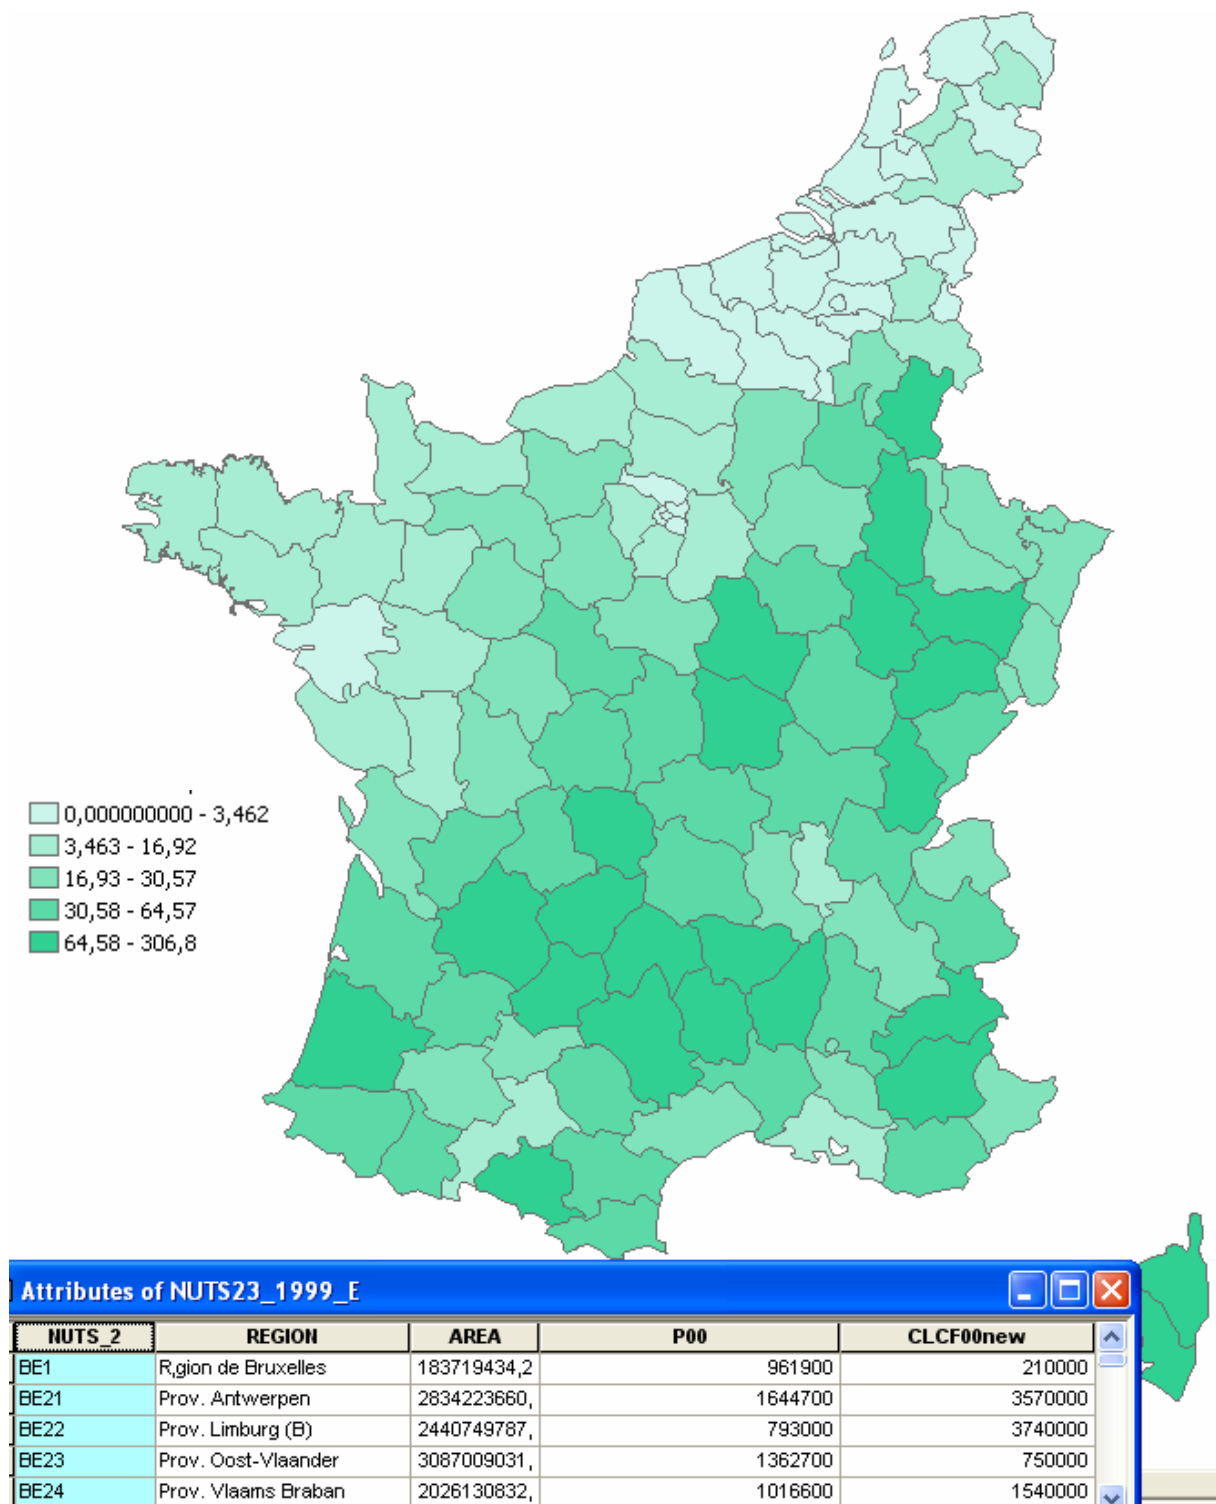 0,000000000 - 3,462
3,463 - 16,92
16,93 - 30,57
30,58 - 64,57
64,58 - 306,8
Attributes of NUTS23_1999_E
NUTS_2 REGION AREA P00 CLCF00new
BE1 R,gion de Bruxelles 183719434,2 961900 210000
BE21 Prov. Antwerpen 2834223660, 1644700 3570000
BE22 Prov. Limburg (B) 2440749787, 793000 3740000
BE23 Prov. Oost-Vlaander 3087009031, 1362700 750000
BE24 Prov. Vlaams Braban 2026130832, 1016600 1540000